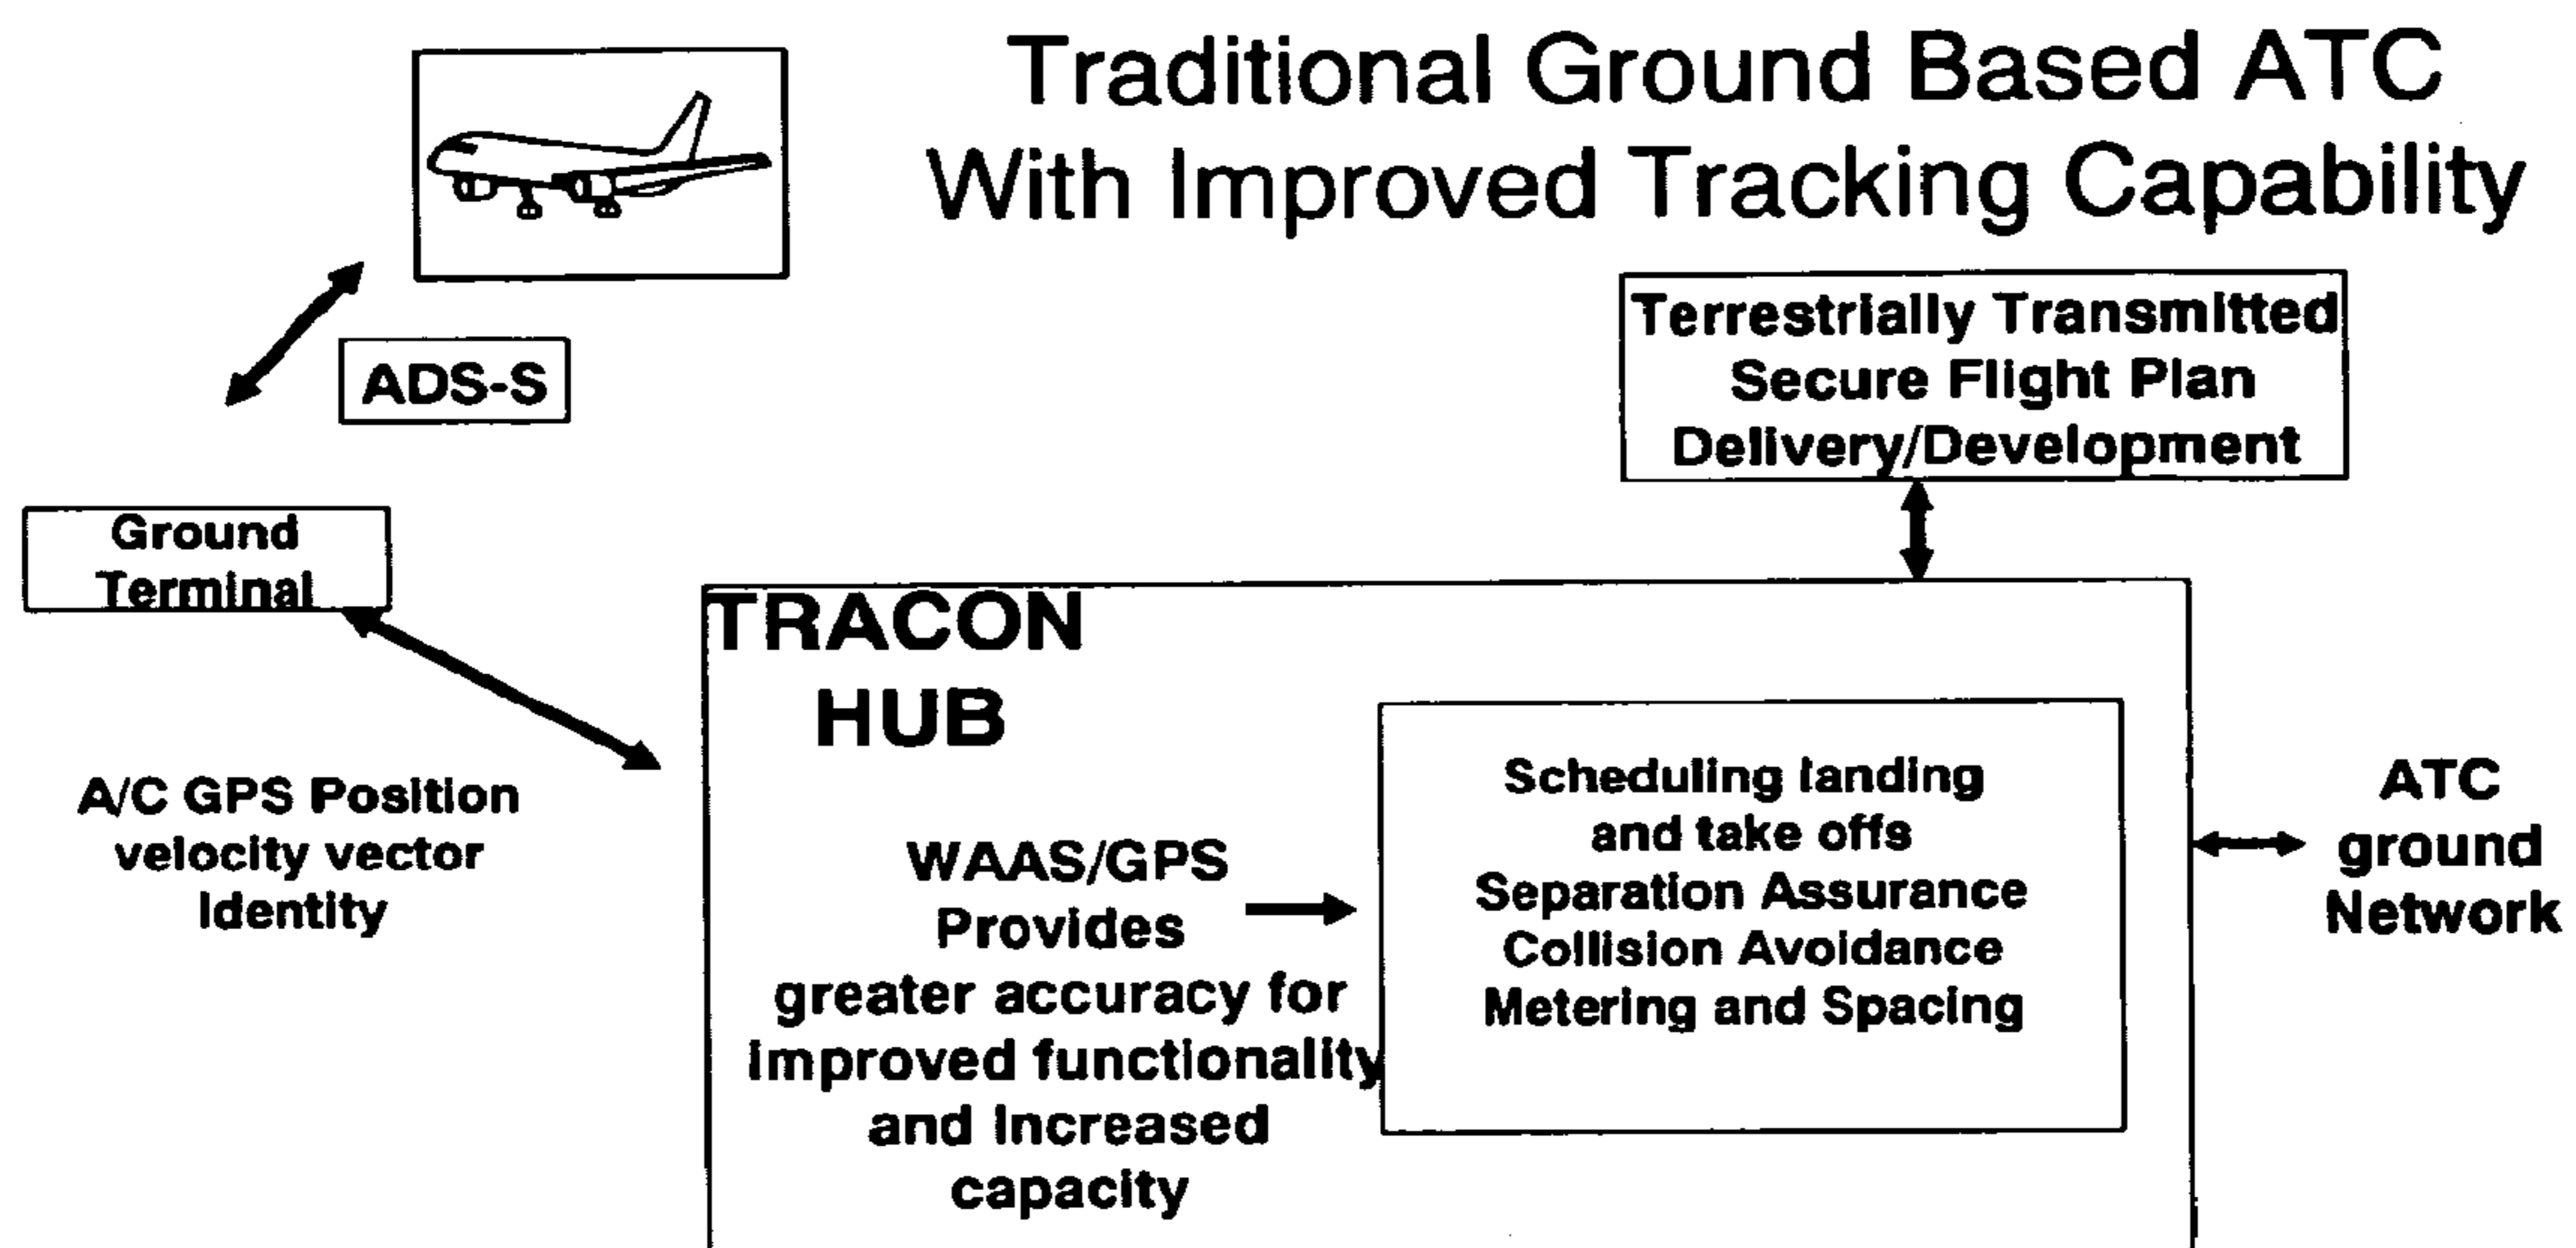 Traditional Ground Based ATC
With Improved Tracking Capability
ADS-S
Terrestrially Transmitted
Secure Flight Plan
Delivery/Development
Ground
Terminal
A/C GPS Position
velocity vector
Identity
TRACON
HUB
WAAS/GPS
Provides
greater accuracy for
Improved functionality
and Increased
capacity
Scheduling landing
and take offs
Separation Assurance
Collision Avoidance
Metering and Spacing
ATC
ground
Network